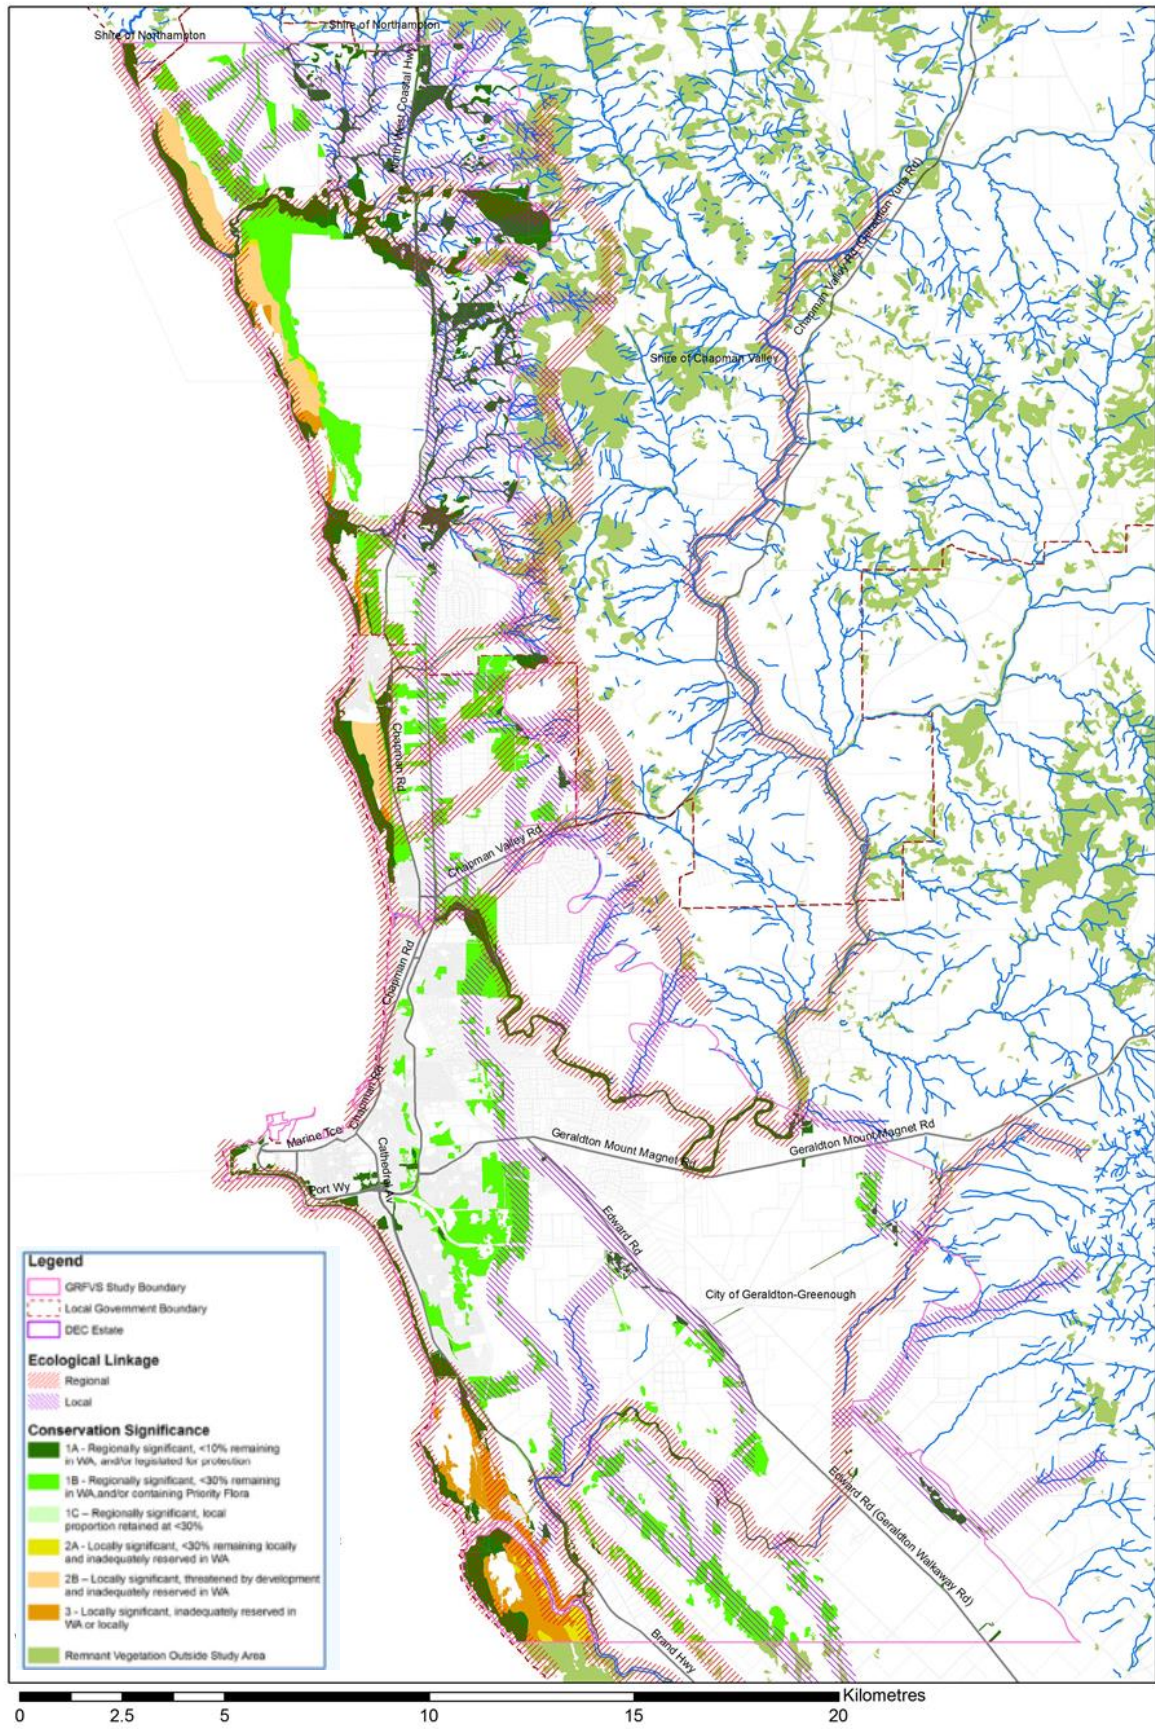 Shire of Northampton
Shire of Northampton
North West Coastal Hwy
Chapman Valley Rd (Geraldton-Yuna Rd)
Shire of Chapman Valley
Chapman Rd
Chapman Valley Rd
Chapman Rd
Chapman Rd
Marine Tce
Cathedral Av
Port Wy
Geraldton Mount Magnet Rd
Geraldton Mount Magnet Rd
Edward Rd
City of Geraldton-Greenough
Edward Rd (Geraldton Walkaway Rd)
Brand Hwy
Legend
GRFVS Study Boundary
Local Government Boundary
DEC Estate
Ecological Linkage
Regional
Local
Conservation Significance
1A - Regionally significant, <10% remaining
in WA, and/or legislated for protection
1B - Regionally significant, <30% remaining
in WA,and/or containing Priority Flora
1C – Regionally significant, local
proportion retained at <30%
2A - Locally significant, <30% remaining locally
and inadequately reserved in WA
2B – Locally significant, threatened by development
and inadequately reserved in WA
3 - Locally significant, inadequately reserved in
WA or locally
Remnant Vegetation Outside Study Area
Kilometres
0 2.5 5 10 15 20